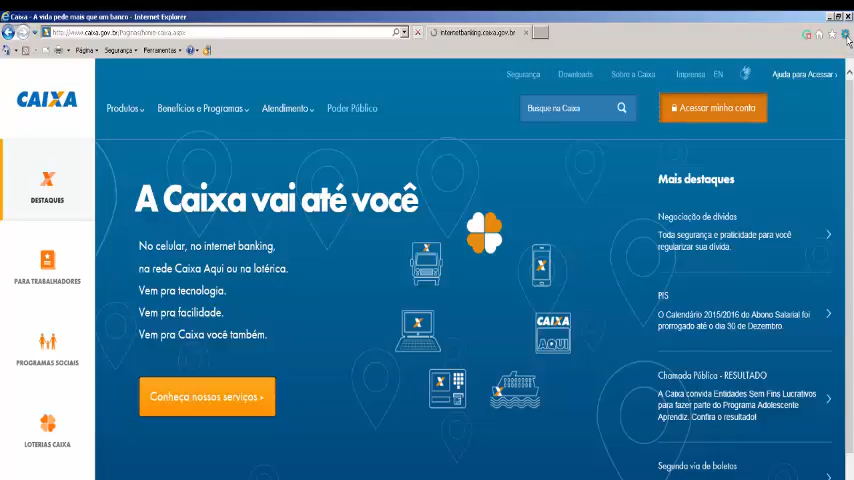 Caixa - A vida pede mais que um banco - Internet Explorer
http://www.caixa.gov.br/Paginas/home-caixa.aspx
internetbanking.caixa.gov.br
Página
Segurança
Ferramentas
CAIXA
Segurança
Downloads
Sobre a Caixa
Imprensa
EN
Ajuda para Acessar
Produtos
Benefícios e Programas
Atendimento
Poder Público
Busque na Caixa
Acessar minha conta
DESTAQUES
PARA TRABALHADORES
PROGRAMAS SOCIAIS
LOTERIAS CAIXA
A Caixa vai até você
No celular, no internet banking,
na rede Caixa Aqui ou na lotérica.
Vem pra tecnologia.
Vem pra facilidade.
Vem pra Caixa você também.
Conheça nossos serviços
CAIXA
AQUI
Mais destaques
Negociação de dívidas
Toda segurança e praticidade para você
regularizar sua dívida.
PIS
O Calendário 2015/2016 do Abono Salarial foi
prorrogado até o dia 30 de Dezembro.
Chamada Pública - RESULTADO
A Caixa convida Entidades Sem Fins Lucrativos
para fazer parte do Programa Adolescente
Aprendiz. Confira o resultado!
Segunda via de boletos